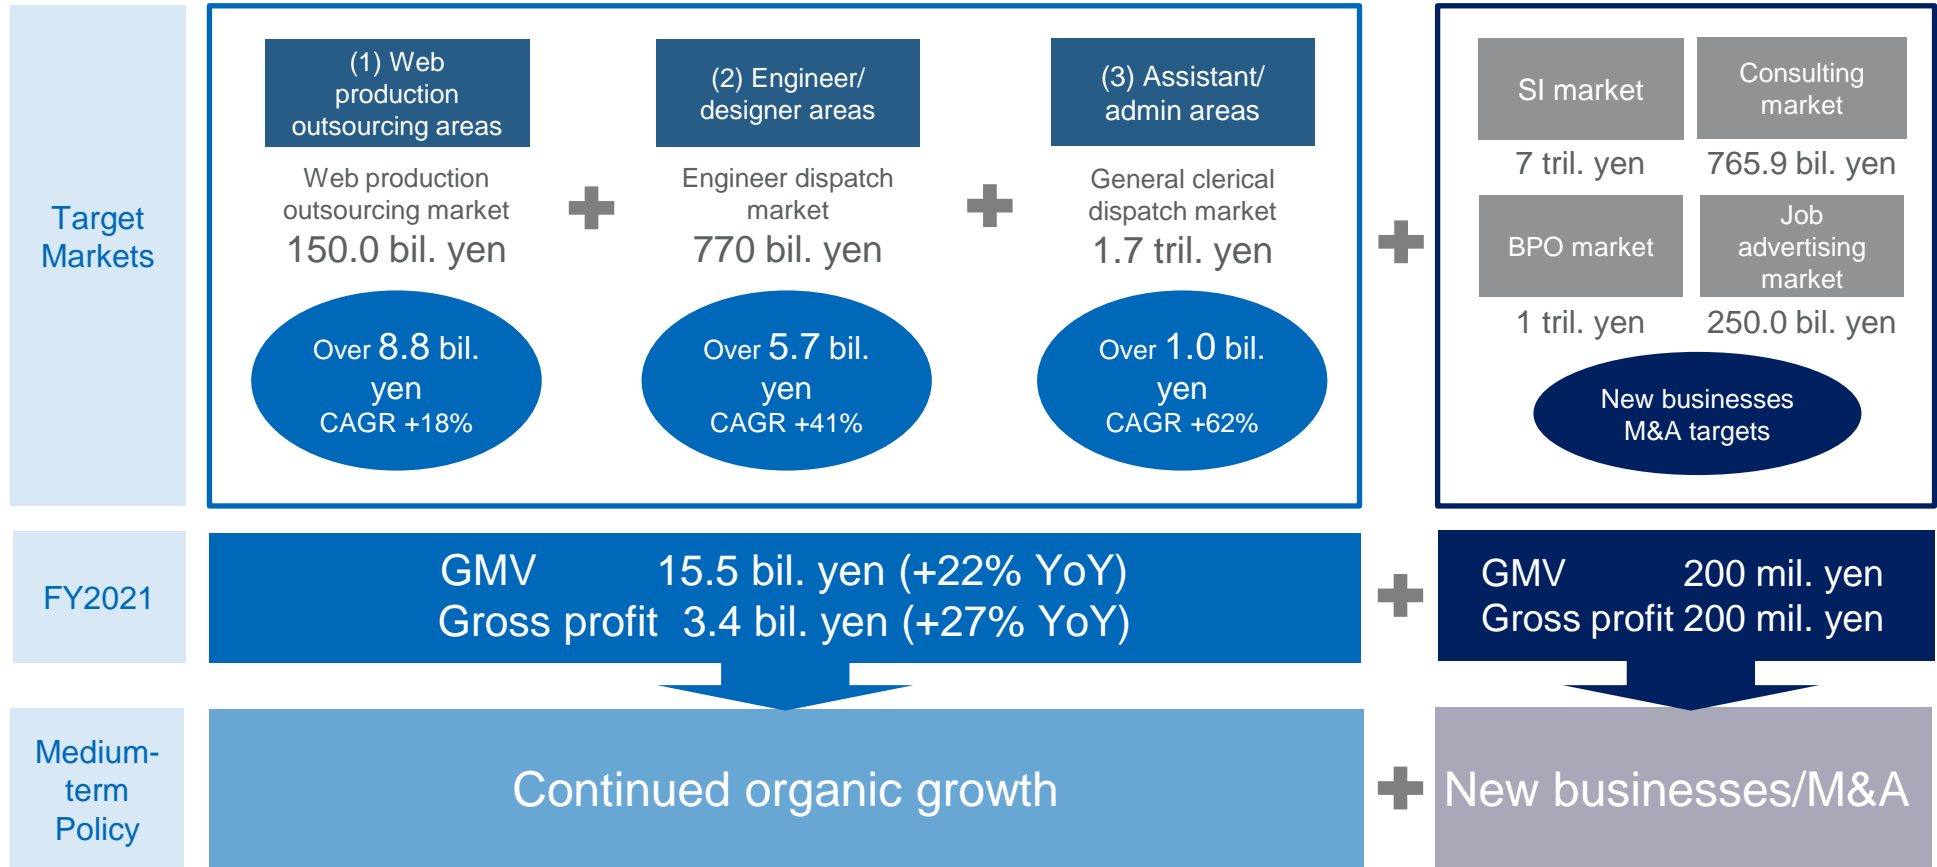 Target
Markets
(1) Web
production
outsourcing areas
Web production
outsourcing market
150.0 bil. yen
Over 8.8 bil.
yen
CAGR +18%
(2) Engineer/
designer areas
Engineer dispatch
market
770 bil. yen
Over 5.7 bil.
yen
CAGR +41%
(3) Assistant/
admin areas
General clerical
dispatch market
1.7 tril. yen
Over 1.0 bil.
yen
CAGR +62%
SI market
7 tril. yen
Consulting
market
765.9 bil. yen
BPO market
1 tril. yen
Job
advertising
market
250.0 bil. yen
New businesses
M&A targets
FY2021
GMV 15.5 bil. yen (+22% YoY)
Gross profit 3.4 bil. yen (+27% YoY)
GMV 200 mil. yen
Gross profit 200 mil. yen
Medium-
term
Policy
Continued organic growth
New businesses/M&A